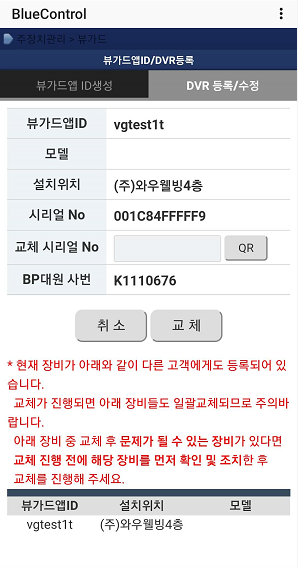 BlueControl
주장치관리 > 뷰가드
뷰가드앱ID/DVR등록
뷰가드앱 ID생성 DVR 등록/수정
뷰가드앱ID vgtest1t
모델
설치위치 (주)와우웰빙4층
시리얼 No 001C84FFFFF9
교체 시리얼 No QR
BP대원 사번 K1110676
취 소 교 체
* 현재 장비가 아래와 같이 다른 고객에게도 등록되어 있
습니다.
교체가 진행되면 아래 장비들도 일괄교체되므로 주의바
랍니다.
아래 장비 중 교체 후 문제가 될 수 있는 장비가 있다면
교체 진행 전에 해당 장비를 먼저 확인 및 조치한 후
교체를 진행해 주세요.
뷰가드앱ID 설치위치 모델
vgtest1t (주)와우웰빙4층